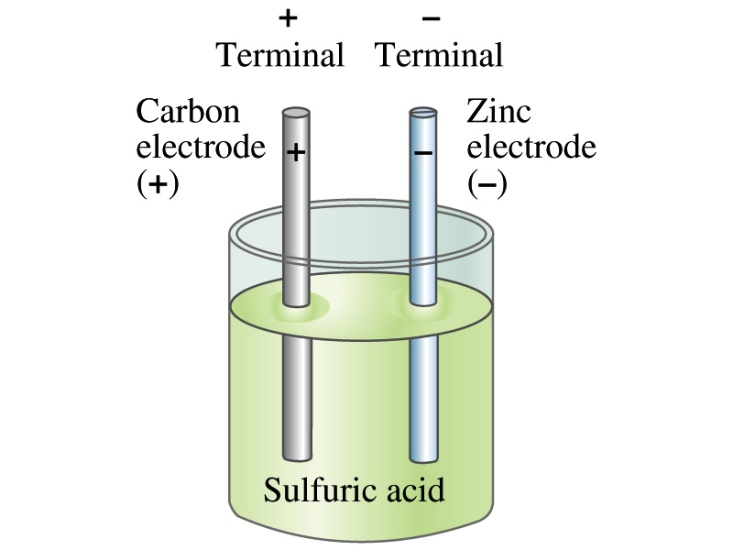 + −
Terminal Terminal
Carbon
electrode
(+)
+
−
Zinc
electrode
(−)
Sulfuric acid